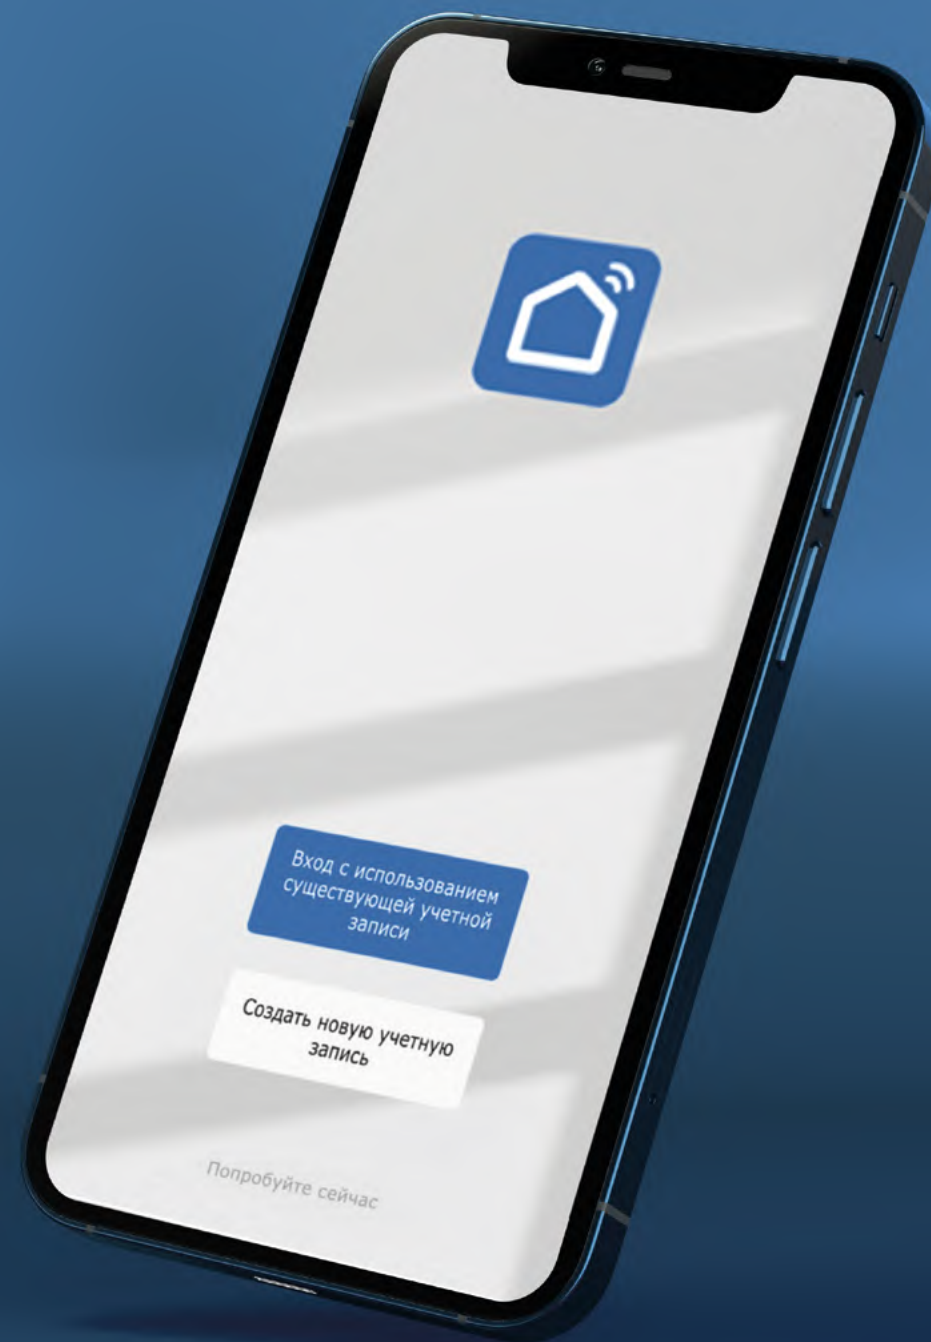 Вход с использованием
существующей учетной
записи
Создать новую учетную
запись
Попробуйте сейчас